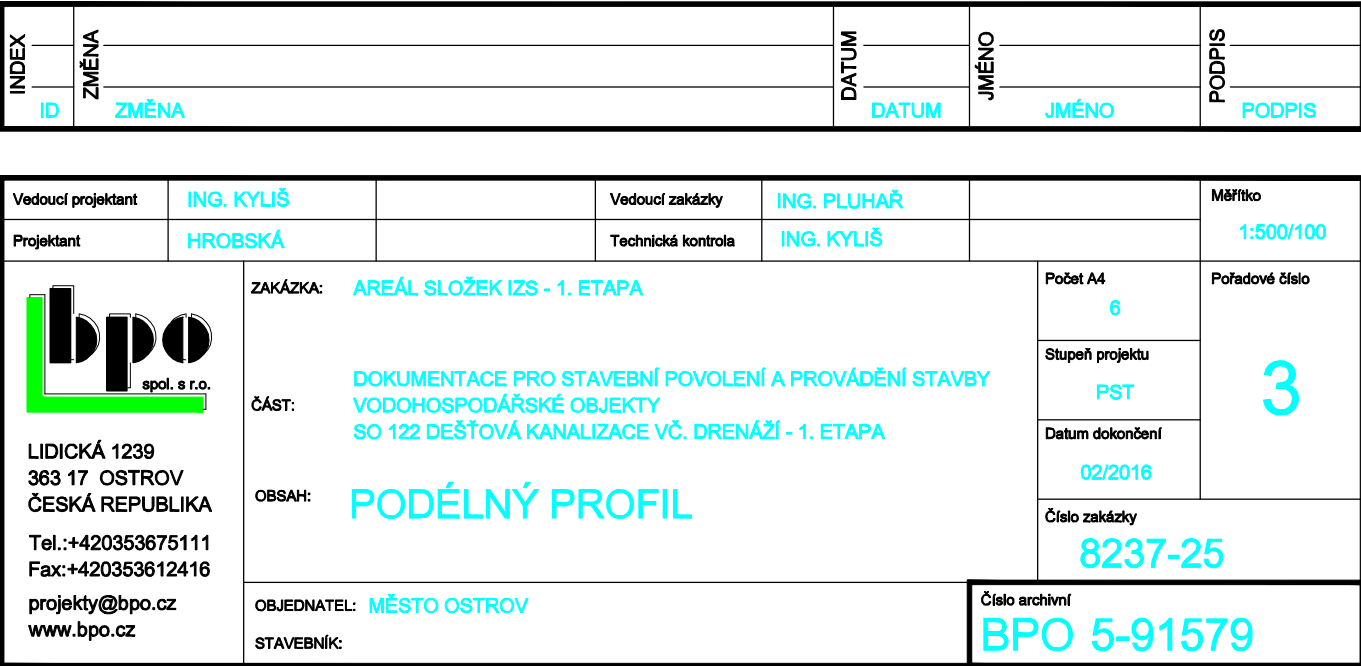 INDEX ZMĚNA DATUM JMÉNO PODPIS
ID ZMĚNA DATUM JMÉNO PODPIS
Vedoucí projektant ING. KYLIŠ Vedoucí zakázky ING. PLUHAŘ Měřítko
Projektant HROBSKÁ Technická kontrola ING. KYLIŠ 1:500/100
bpo
spol. s r.o.
LIDICKÁ 1239
363 17 OSTROV
ČESKÁ REPUBLIKA
Tel.:+420353675111
Fax:+420353612416
projekty@bpo.cz
www.bpo.cz
ZAKÁZKA: AREÁL SLOŽEK IZS - 1. ETAPA
ČÁST: DOKUMENTACE PRO STAVEBNÍ POVOLENÍ A PROVÁDĚNÍ STAVBY
VODOHOSPODÁŘSKÉ OBJEKTY
SO 122 DEŠŤOVÁ KANALIZACE VČ. DRENÁŽÍ - 1. ETAPA
OBSAH: PODÉLNÝ PROFIL
OBJEDNATEL: MĚSTO OSTROV
STAVEBNÍK:
Počet A4
6
Stupeň projektu
PST
Datum dokončení
02/2016
Pořadové číslo
3
Číslo zakázky
8237-25
Číslo archivní
BPO 5-91579